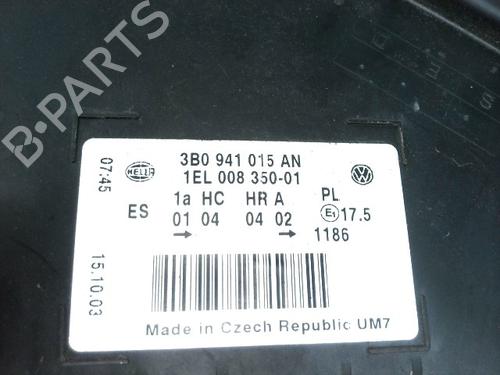 B-PARTS
07:45
15.10.03
HELLA
3B0 941 015 AN
1EL 008 350-01
ES
1a HC HR A PL
01 04 04 02 E1 17.5
→ → 1186
Made in Czech Republic UM7